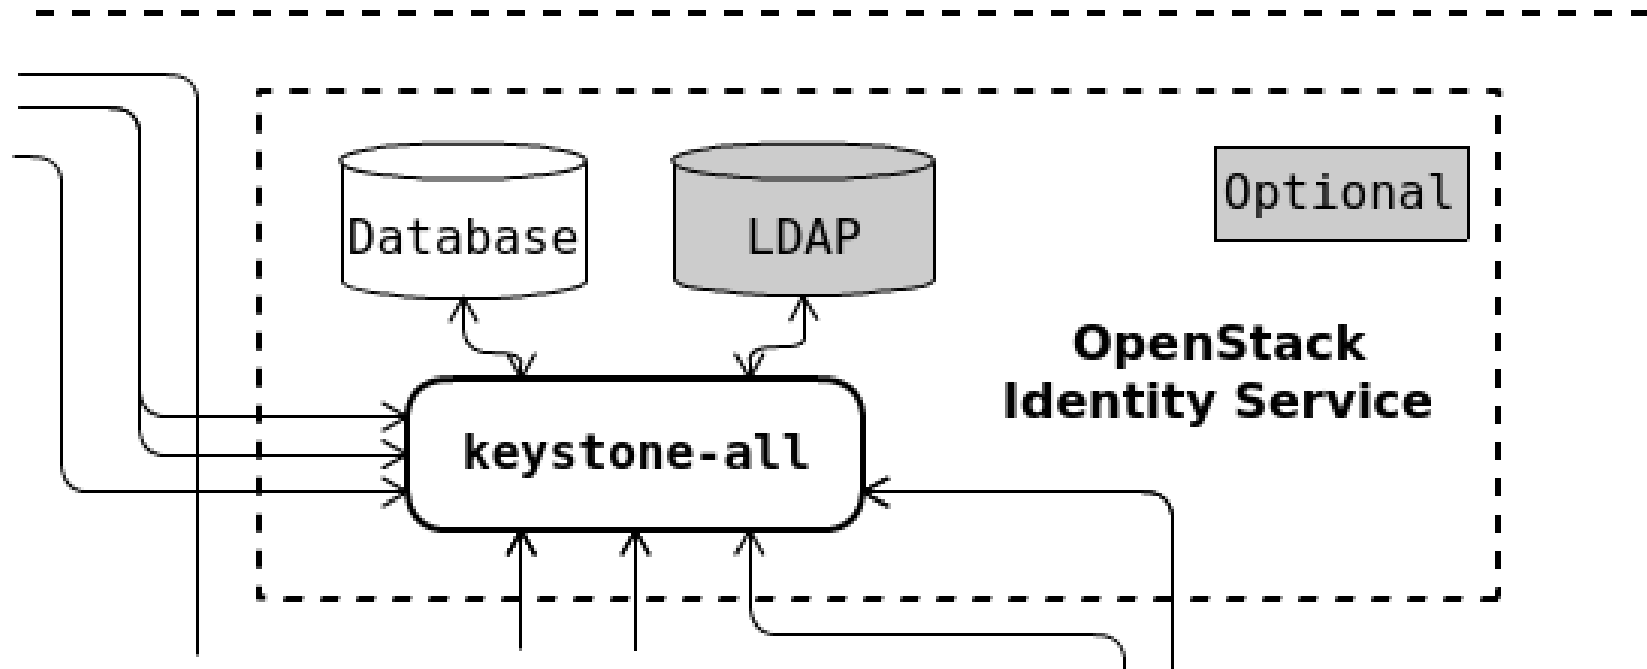 Database
LDAP
Optional
OpenStack
Identity Service
keystone-all